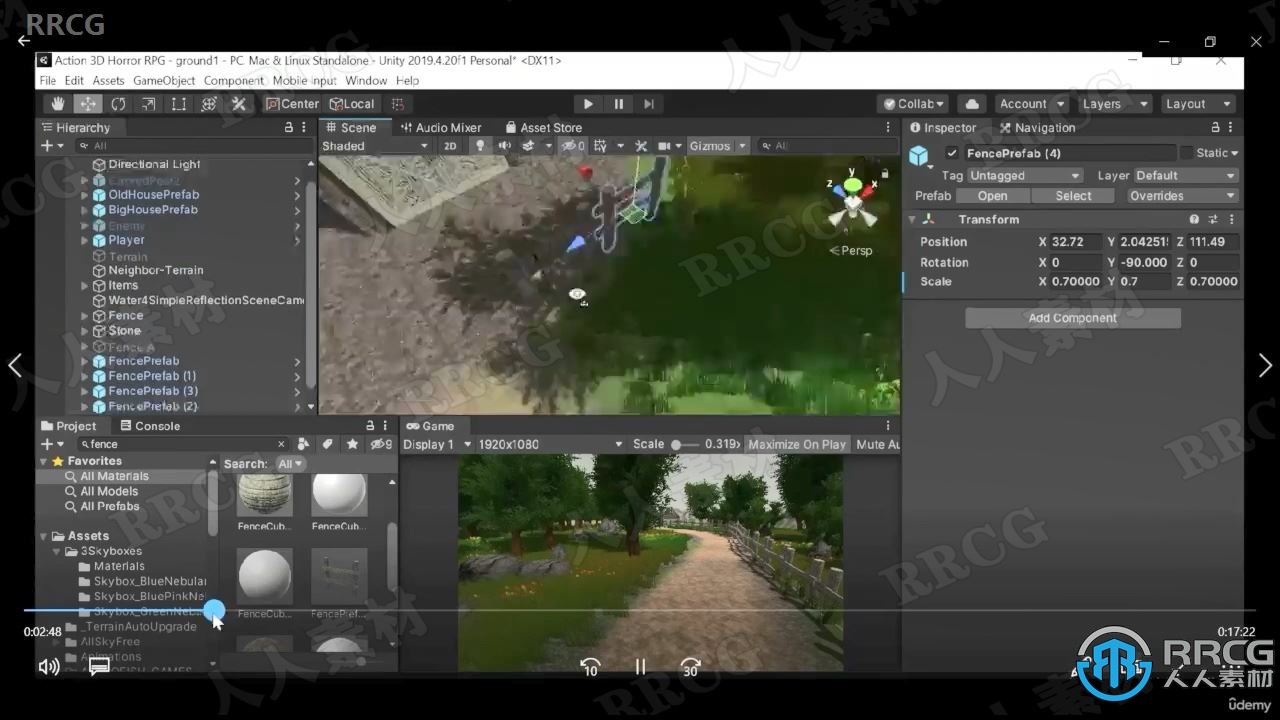 RRCG
Action 3D Horror RPG - ground1 - PC, Mac & Linux Standalone - Unity 2019.4.20f1 Personal* <DX11>
File Edit Assets GameObject Component Mobile Input Window Help
Center Local Collab Account Layers Layout
Hierarchy
All
Directional Light
OldHousePrefab
BigHousePrefab
Enemy
Player
Terrain
Neighbor-Terrain
Items
Water4SimpleReflectionSceneCam
Fence
Stone
Fence A
FencePrefab
FencePrefab (1)
FencePrefab (3)
FencePrefab (2)
Scene Audio Mixer Asset Store
Shaded 2D 0 Gizmos All
y
z x
Persp
Inspector Navigation
FencePrefab (4) Static
Tag Untagged Layer Default
Prefab Open Select Overrides
Transform
Position X 32.72 Y 2.04251 Z 111.49
Rotation X 0 Y -90.000 Z 0
Scale X 0.70000 Y 0.7 Z 0.70000
Add Component
Project Console
fence 9
Favorites
All Materials
All Models
All Prefabs
Assets
3Skyboxes
Materials
Skybox_BlueNebular
Skybox_BluePinkNe
Skybox_GreenNeb
_TerrainAutoUpgrade
AllSkyFree
Animations
Search: All
FenceCub... FenceCub...
FenceCub... FencePref...
Game
Display 1 1920x1080 Scale 0.319x Maximize On Play Mute Au
0:02:48
0:17:22
10 30
RRCG
人人素材
ûdemy